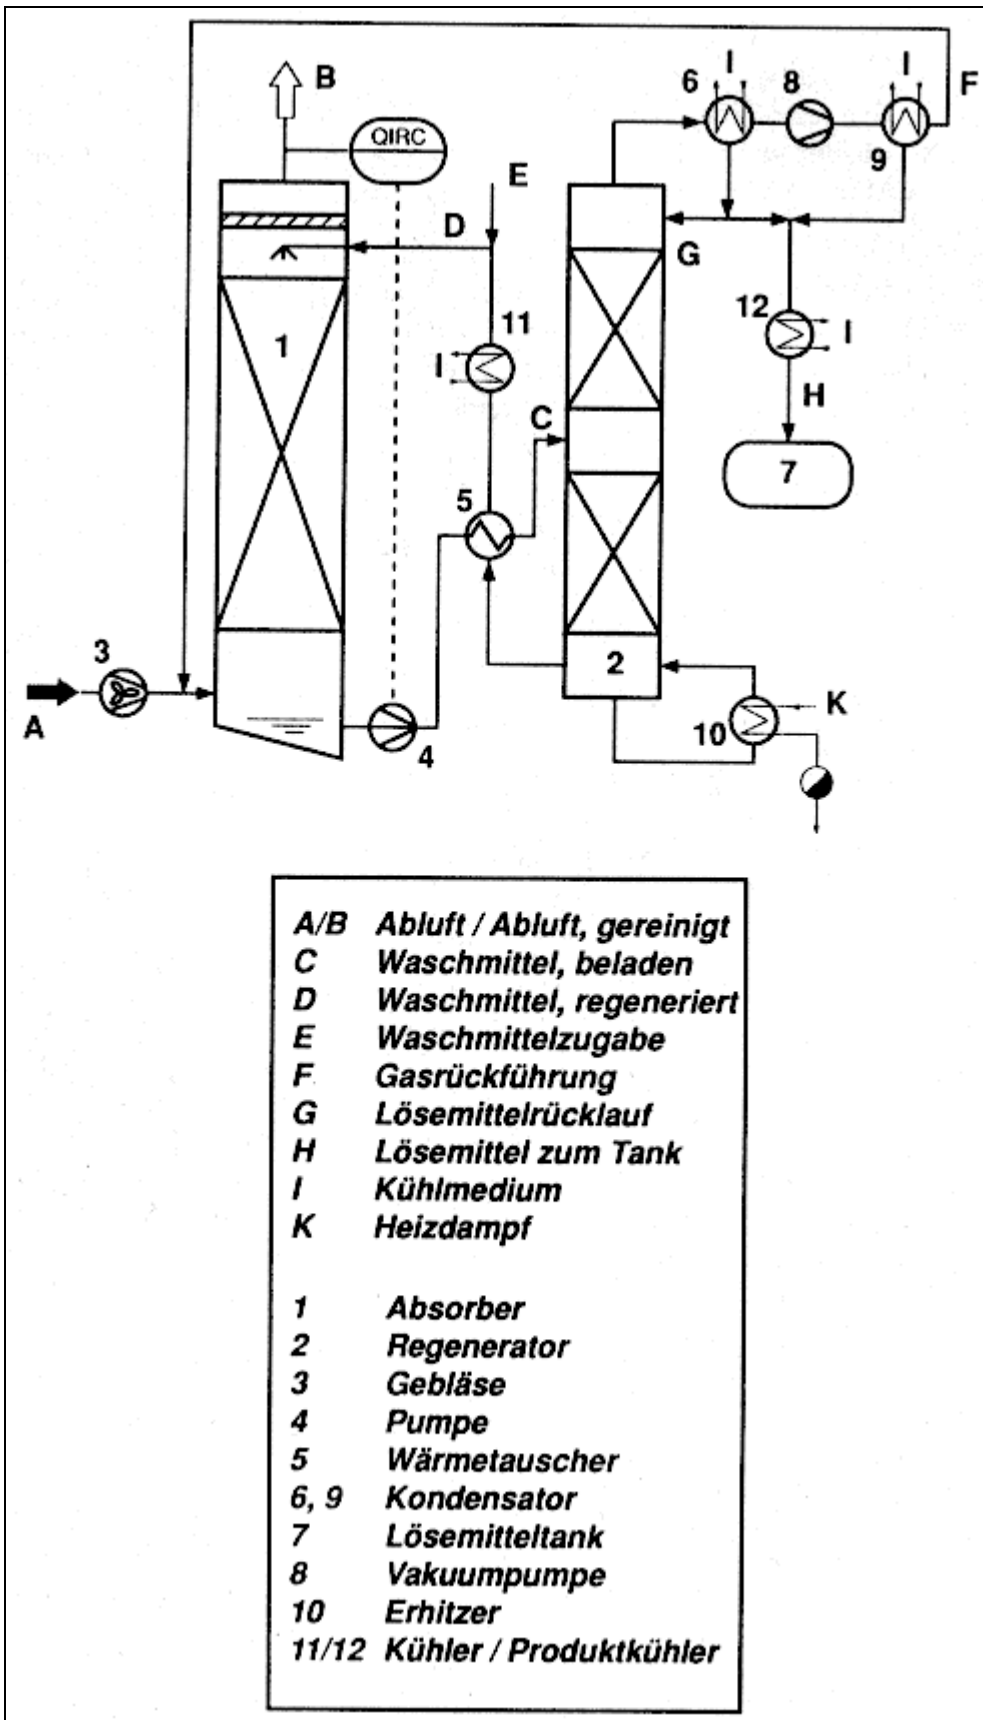 B
QIRC
E
D
1
11
I
C
5
3
A
4
6
I
8
I
F
9
G
12
I
H
7
2
K
10
A/B Abluft / Abluft, gereinigt
C Waschmittel, beladen
D Waschmittel, regeneriert
E Waschmittelzugabe
F Gasrückführung
G Lösemittelrücklauf
H Lösemittel zum Tank
I Kühlmedium
K Heizdampf
1 Absorber
2 Regenerator
3 Gebläse
4 Pumpe
5 Wärmetauscher
6, 9 Kondensator
7 Lösemitteltank
8 Vakuumpumpe
10 Erhitzer
11/12 Kühler / Produktkühler